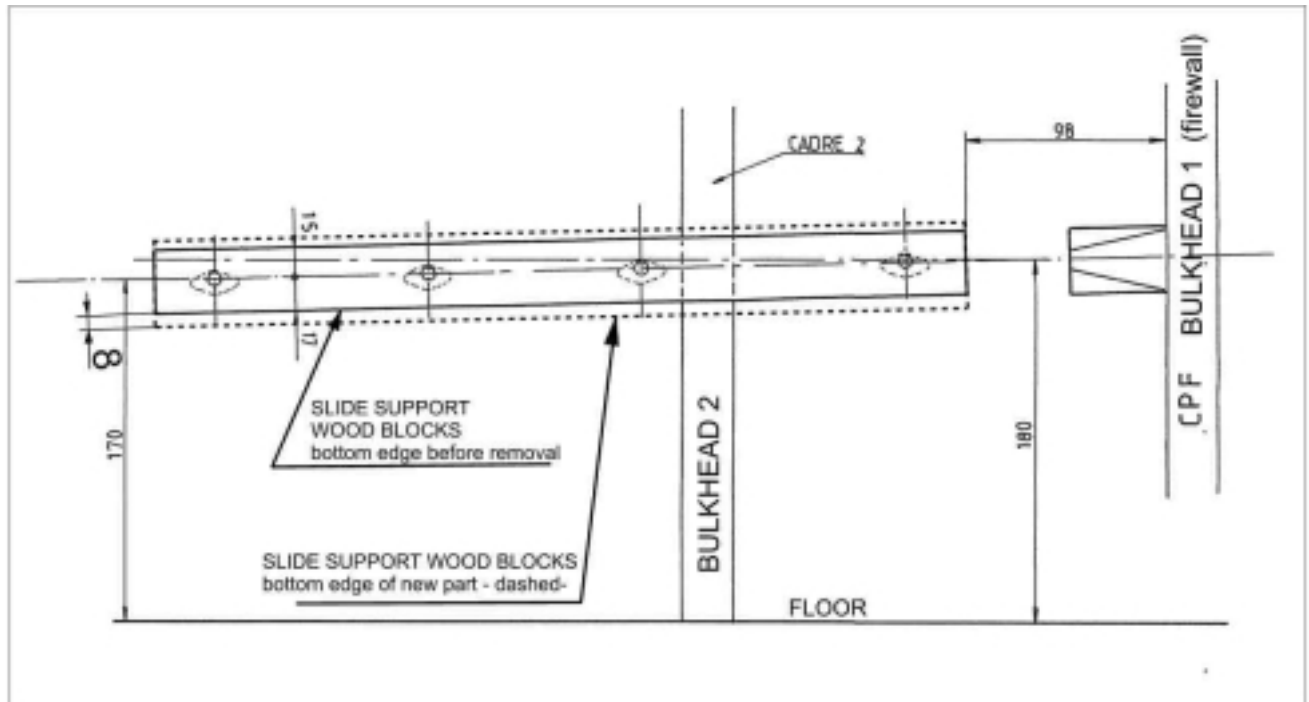 CADRE 2
98
CPF BULKHEAD 1 (firewall)
15
17
8
SLIDE SUPPORT
WOOD BLOCKS
bottom edge before removal
170
BULKHEAD 2
180
SLIDE SUPPORT WOOD BLOCKS
bottom edge of new part - dashed-
FLOOR